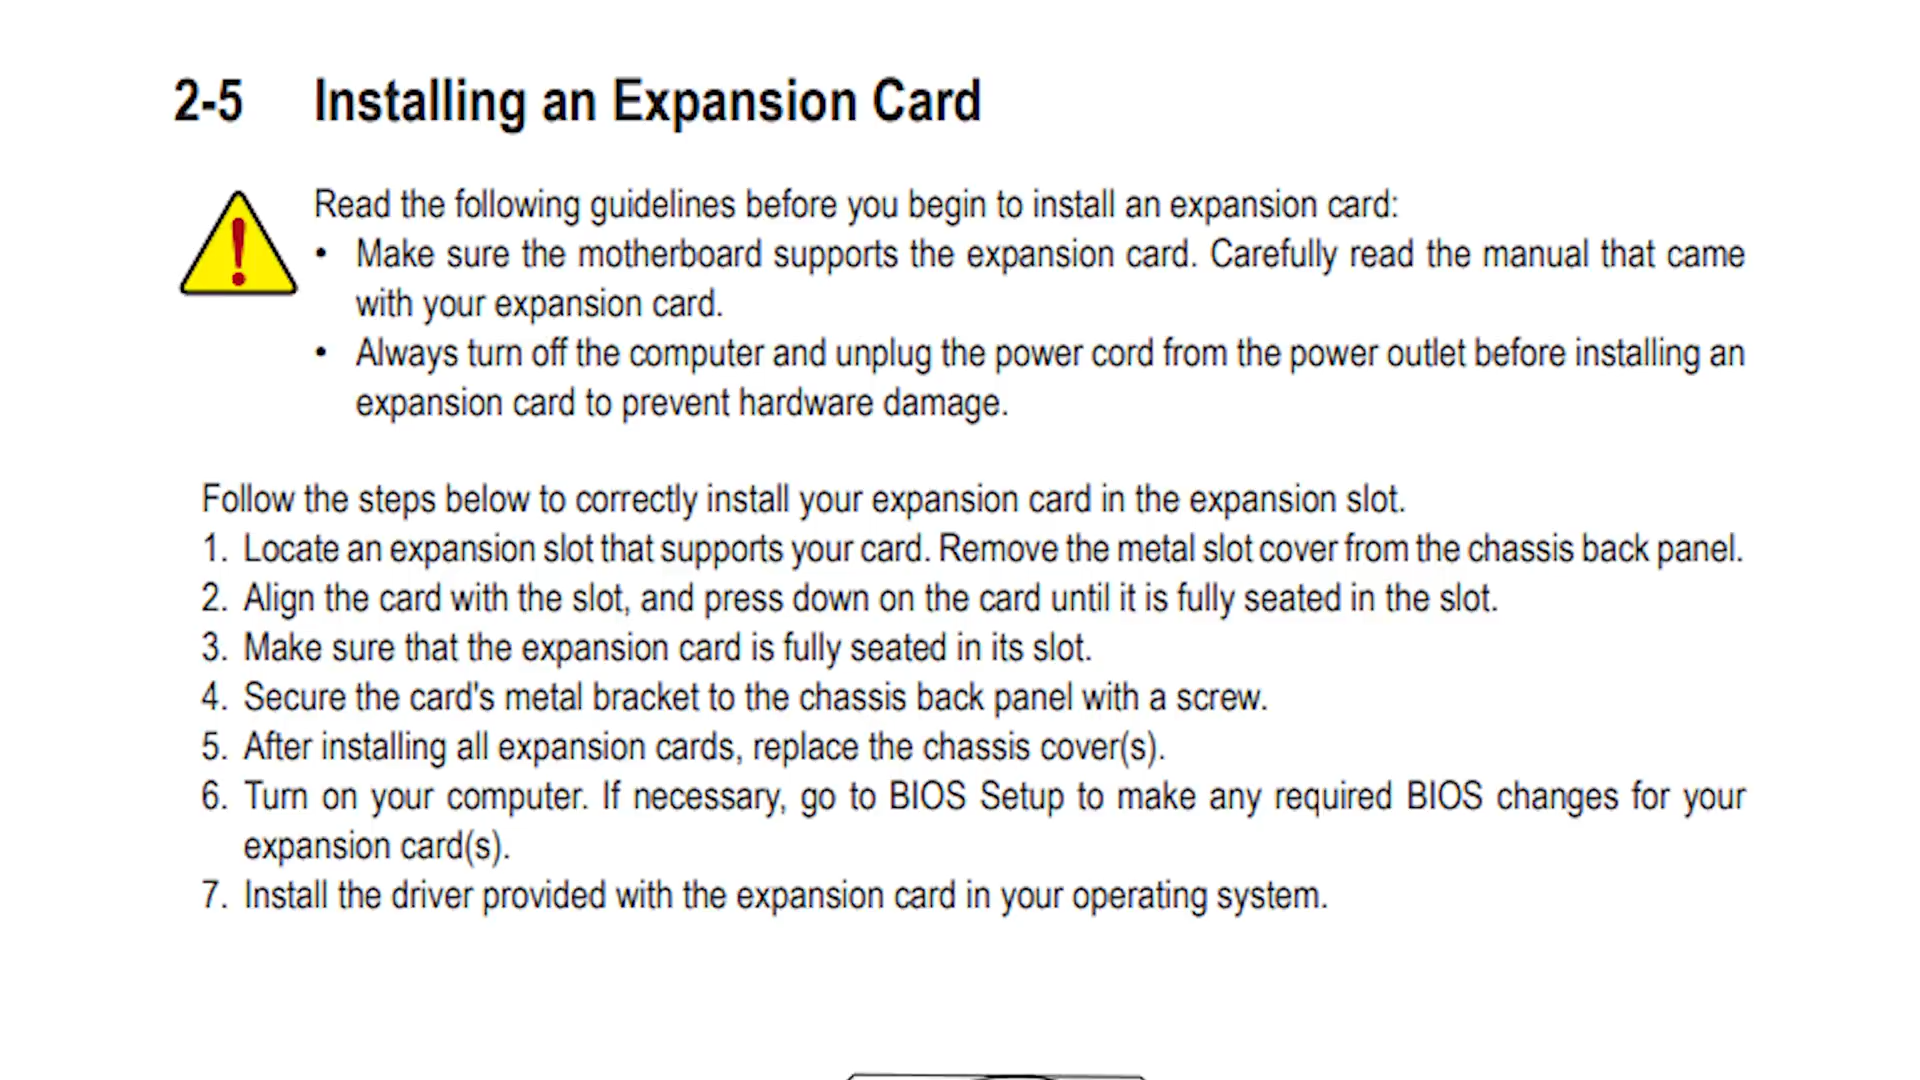 2-5 Installing an Expansion Card
Read the following guidelines before you begin to install an expansion card:
• Make sure the motherboard supports the expansion card. Carefully read the manual that came
with your expansion card.
• Always turn off the computer and unplug the power cord from the power outlet before installing an
expansion card to prevent hardware damage.
Follow the steps below to correctly install your expansion card in the expansion slot.
1. Locate an expansion slot that supports your card. Remove the metal slot cover from the chassis back panel.
2. Align the card with the slot, and press down on the card until it is fully seated in the slot.
3. Make sure that the expansion card is fully seated in its slot.
4. Secure the card's metal bracket to the chassis back panel with a screw.
5. After installing all expansion cards, replace the chassis cover(s).
6. Turn on your computer. If necessary, go to BIOS Setup to make any required BIOS changes for your
expansion card(s).
7. Install the driver provided with the expansion card in your operating system.